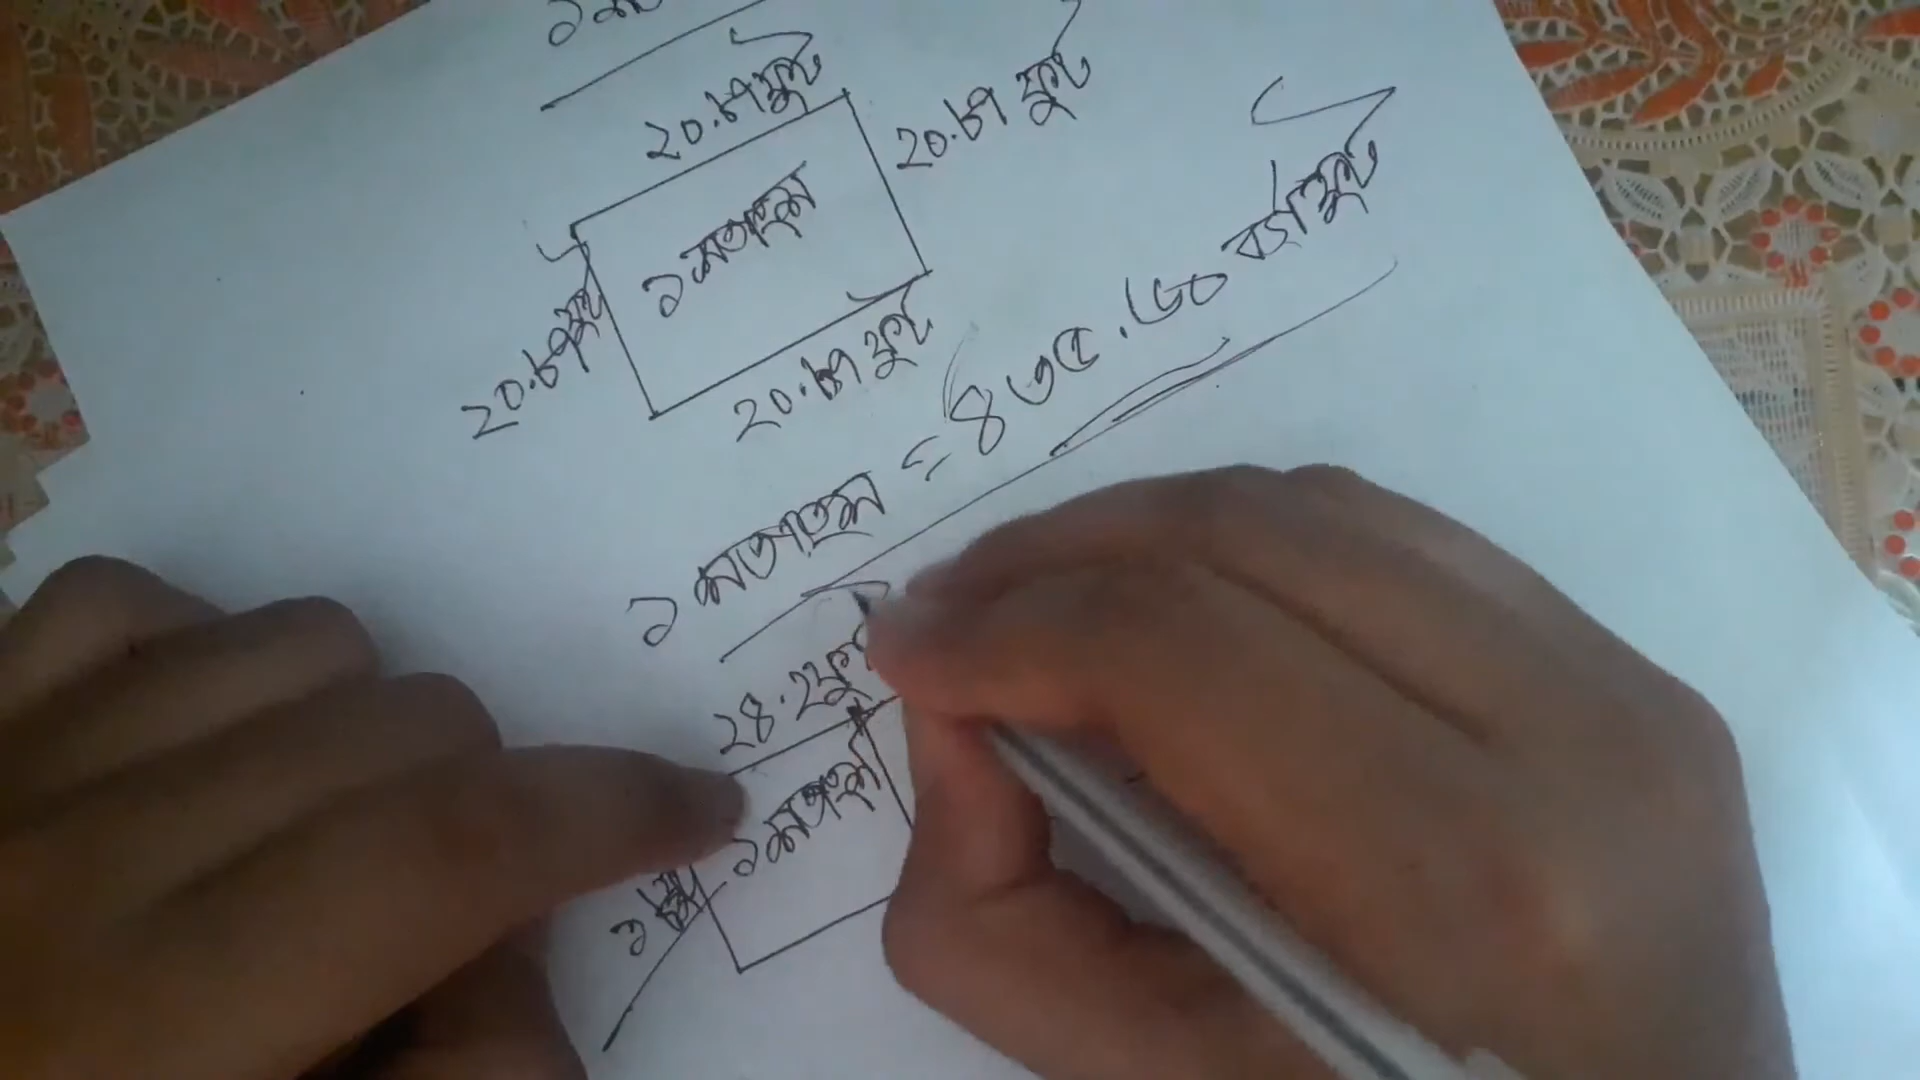 ২০.৮৭ ফুট
২০.৮৭ ফুট
১ শতাংশ
২০.৮৭ ফুট
২০.৮৭ ফুট
১ শতাংশ = ৪৩৫.৬০ বর্গফুট
২৪.২ ফুট
১ শতাংশ